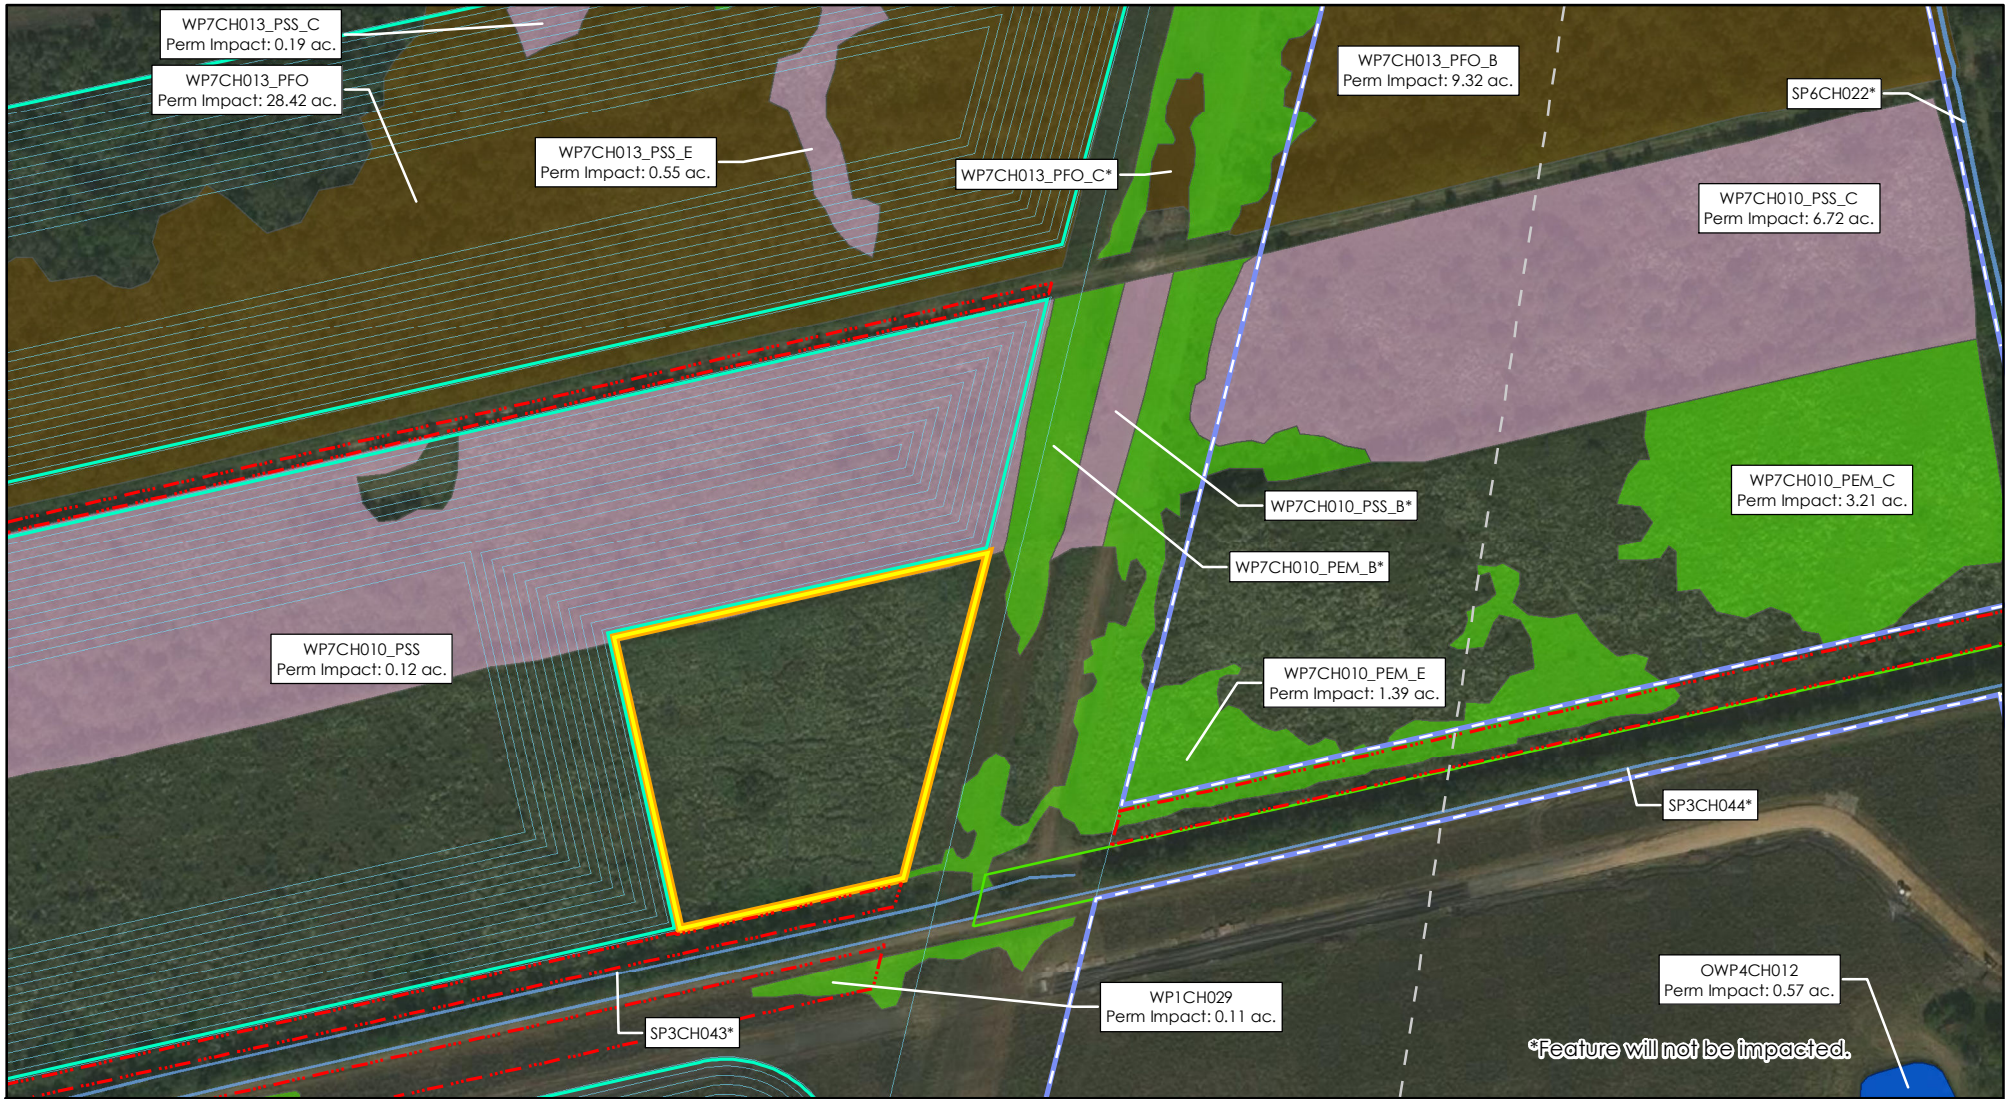 WP7CH013_PSS_C
Perm Impact: 0.19 ac.
WP7CH013_PFO
Perm Impact: 28.42 ac.
WP7CH013_PSS_E
Perm Impact: 0.55 ac.
WP7CH013_PFO_C*
WP7CH013_PFO_B
Perm Impact: 9.32 ac.
SP6CH022*
WP7CH010_PSS_C
Perm Impact: 6.72 ac.
WP7CH010_PEM_C
Perm Impact: 3.21 ac.
WP7CH010_PSS_B*
WP7CH010_PEM_B*
WP7CH010_PSS
Perm Impact: 0.12 ac.
WP7CH010_PEM_E
Perm Impact: 1.39 ac.
SP3CH044*
OWP4CH012
Perm Impact: 0.57 ac.
WP1CH029
Perm Impact: 0.11 ac.
SP3CH043*
*Feature will not be impacted.